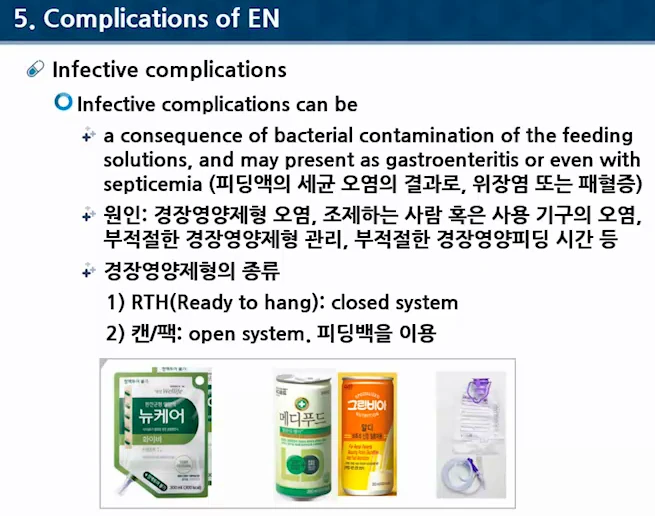 5. Complications of EN
Infective complications
Infective complications can be
a consequence of bacterial contamination of the feeding
solutions, and may present as gastroenteritis or even with
septicemia (피딩액의 세균 오염의 결과로, 위장염 또는 패혈증)
원인: 경장영양제형 오염, 조제하는 사람 혹은 사용 기구의 오염,
부적절한 경장영양제형 관리, 부적절한 경장영양피딩 시간 등
경장영양제형의 종류
1) RTH(Ready to hang): closed system
2) 캔/팩: open system. 피딩백을 이용
뉴케어
화이바
메디푸드
그린비아